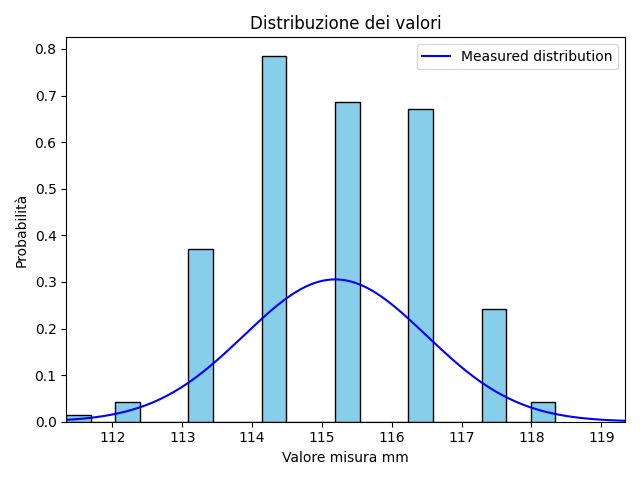 Distribuzione dei valori
Measured distribution
Probabilità
0.8
0.7
0.6
0.5
0.4
0.3
0.2
0.1
0.0
112 113 114 115 116 117 118 119
Valore misura mm